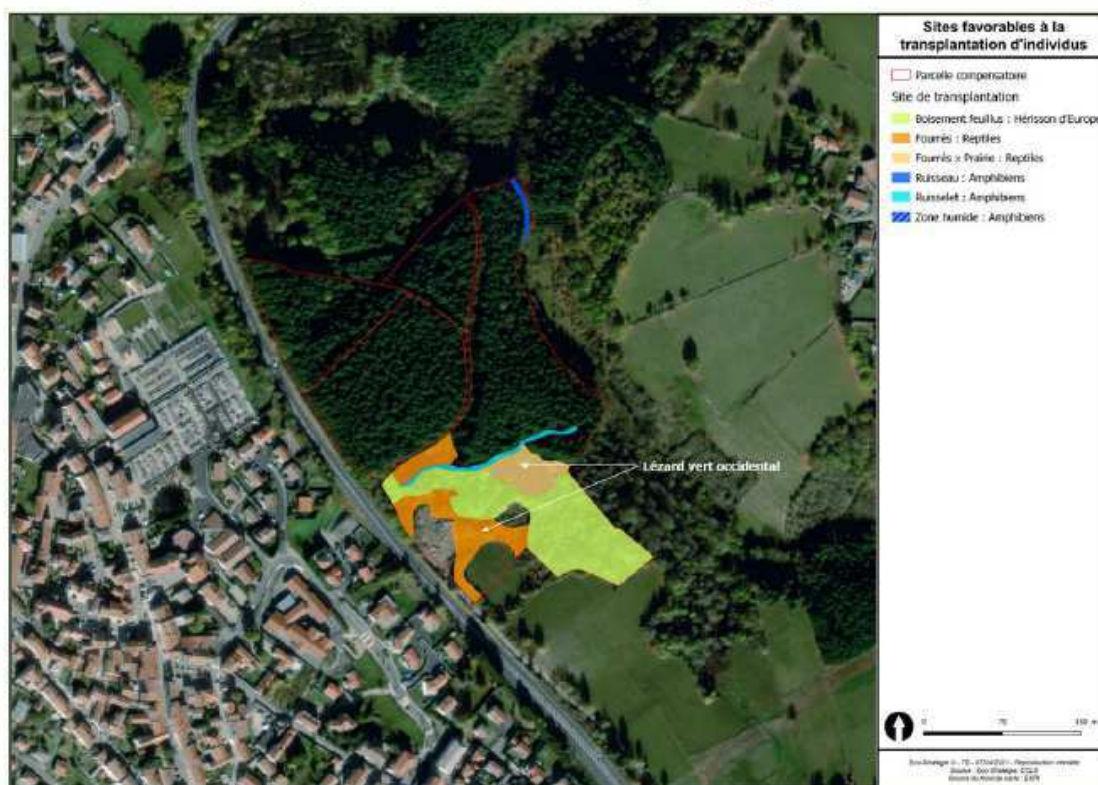 Sites favorables à la
transplantation d'individus
Parcelle compensatoire
Site de transplantation
Boisement feuillus : Hérisson d'Europe
Fourrés : Reptiles
Fourrés x Prairie : Reptiles
Ruisseau : Amphibiens
Ruisselet : Amphibiens
Zone humide : Amphibiens
Lézard vert occidental
0